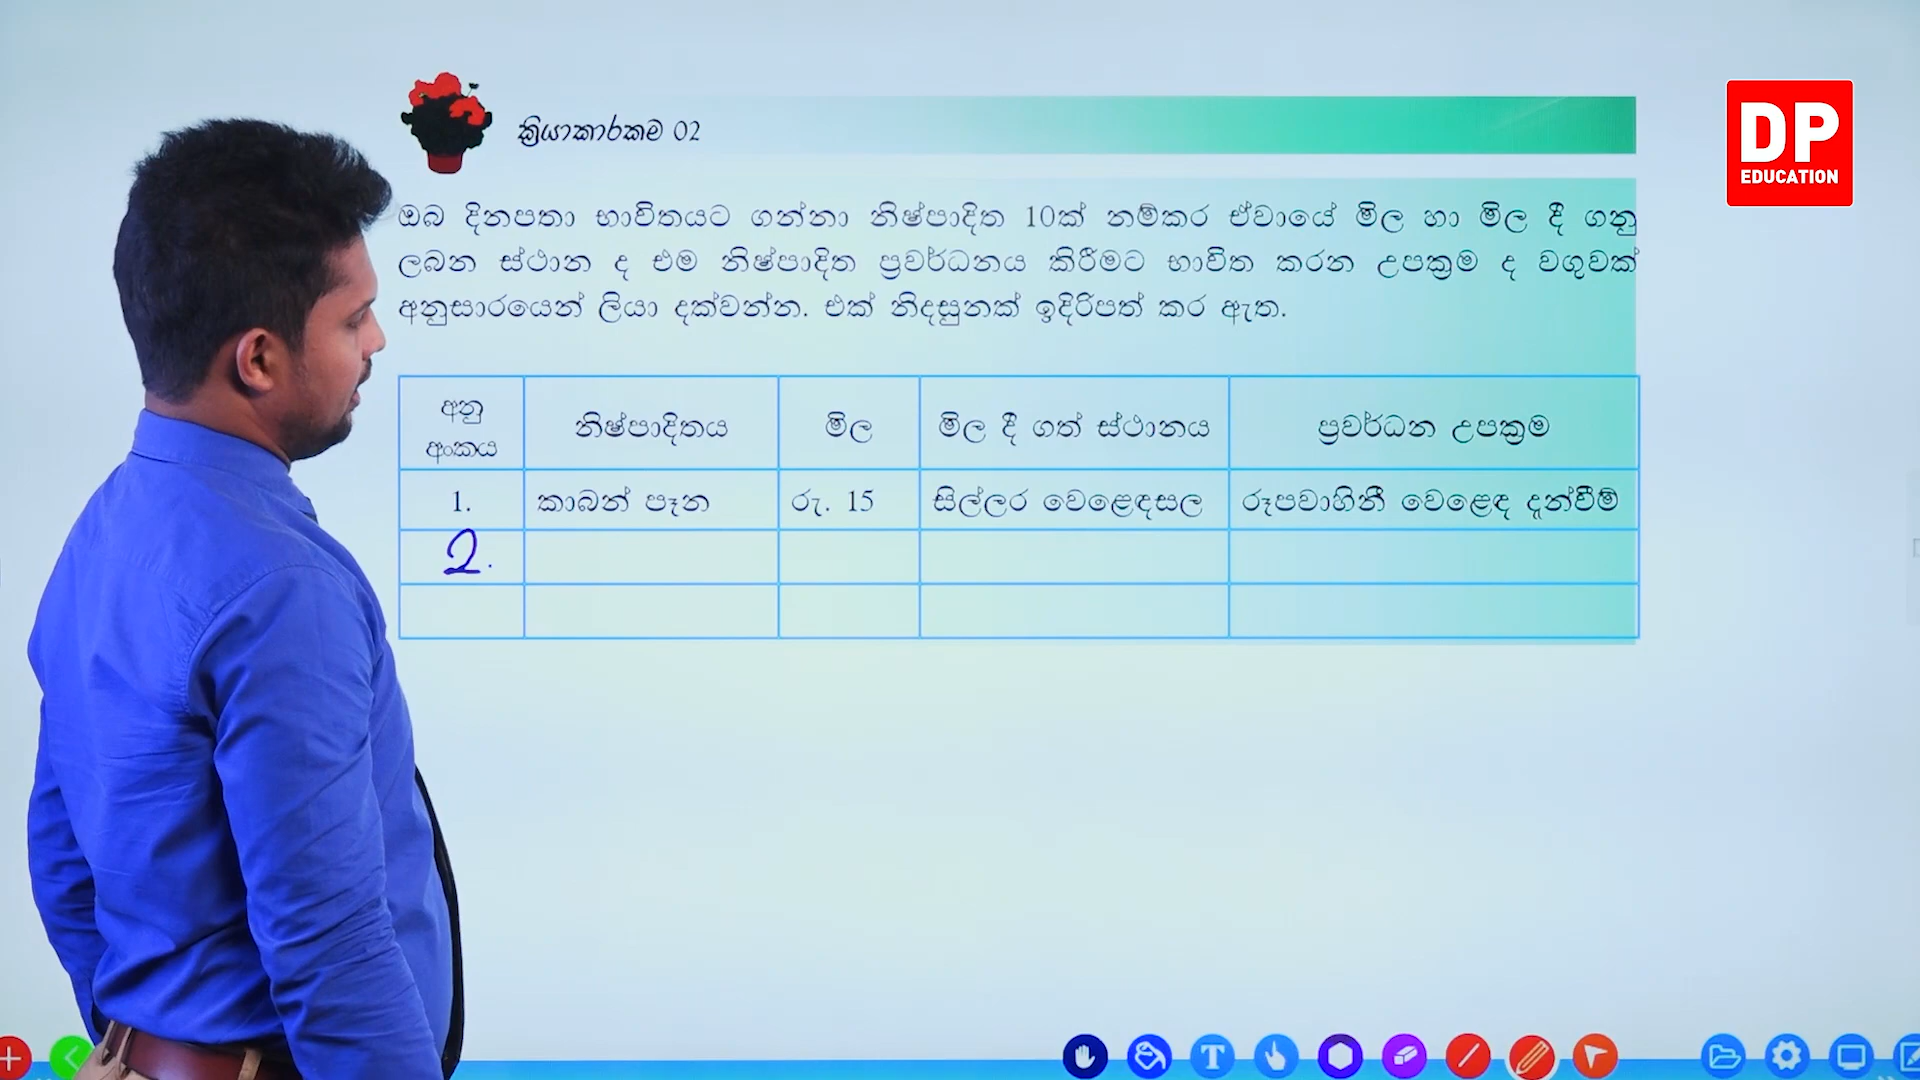 DP
EDUCATION
ක්‍රියාකාරකම 02
ඔබ දිනපතා භාවිතයට ගන්නා නිෂ්පාදිත 10ක් නම්කර ඒවායේ මිල හා මිල දී ගනු
ලබන ස්ථාන ද එම නිෂ්පාදිත ප්‍රවර්ධනය කිරීමට භාවිත කරන උපක්‍රම ද වගුවක්
අනුසාරයෙන් ලියා දක්වන්න. එක් නිදසුනක් ඉදිරිපත් කර ඇත.
අනු අංකය නිෂ්පාදිතය මිල මිල දී ගත් ස්ථානය ප්‍රවර්ධන උපක්‍රම
1. කාබන් පෑන රු. 15 සිල්ලර වෙළෙඳසල රූපවාහිනී වෙළෙඳ දැන්වීම්
2.